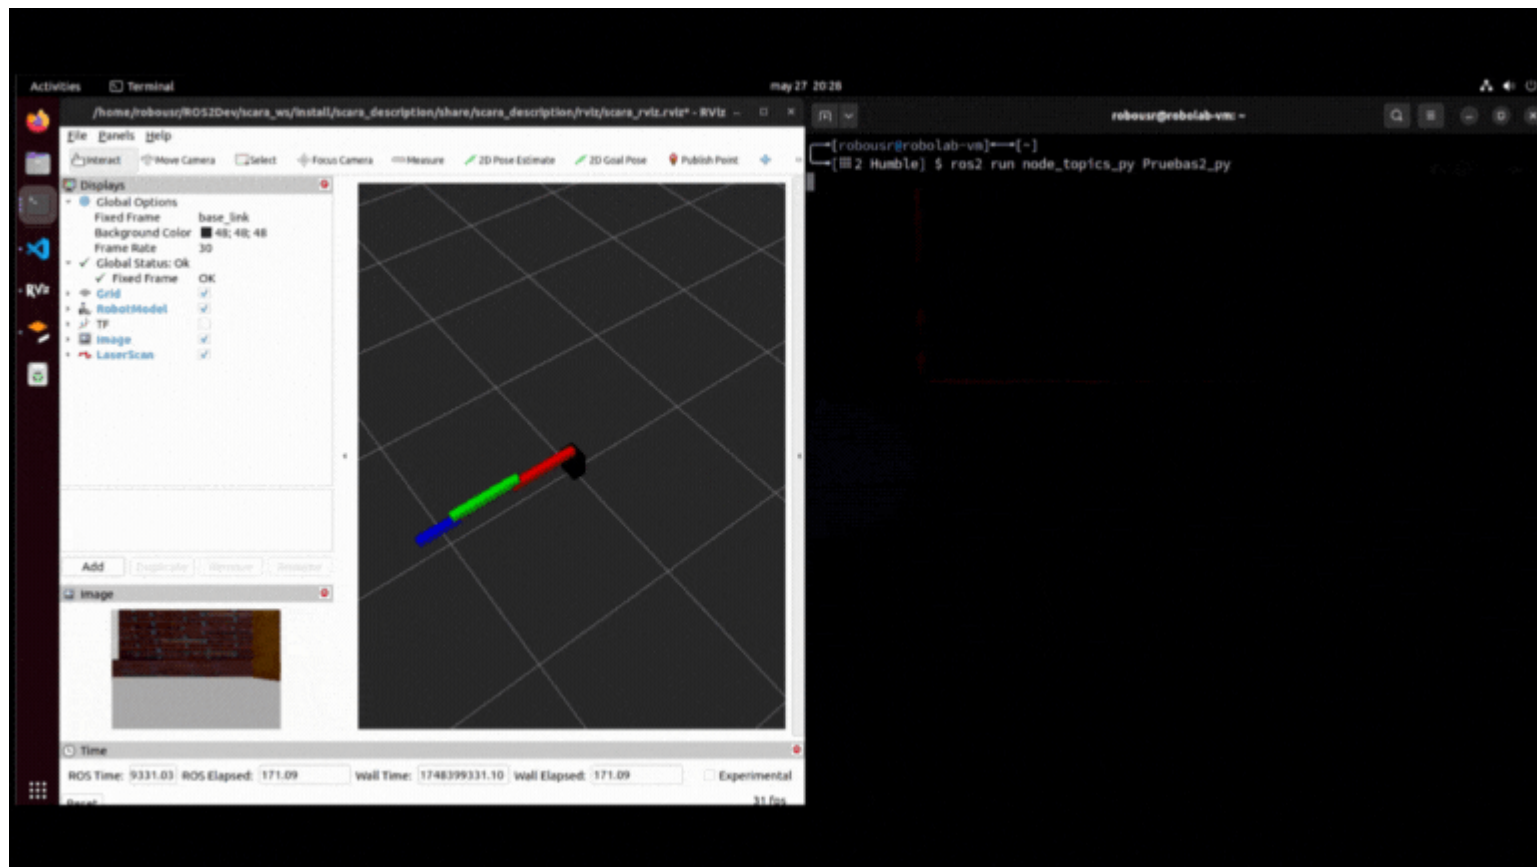 Activities Terminal may 27 20:28
/home/robousr/ROS2Dev/scara_ws/install/scara_description/share/scara_description/rviz/scara_rviz.rviz* - RViz
File Panels Help
Interact Move Camera Select Focus Camera Measure 2D Pose Estimate 2D Goal Pose Publish Point
Displays
Global Options
Fixed Frame base_link
Background Color 48; 48; 48
Frame Rate 30
Global Status: Ok
Fixed Frame OK
Grid
RobotModel
TF
Image
LaserScan
Add Duplicate Remove Rename
Image
Time
ROS Time: 9331.03 ROS Elapsed: 171.09 Wall Time: 1748399331.10 Wall Elapsed: 171.09 Experimental
Reset 31 fps
RViz
robousr@robolab-vm: ~
[robousr@robolab-vm]—[~]
[2 Humble] $ ros2 run node_topics_py Pruebas2_py